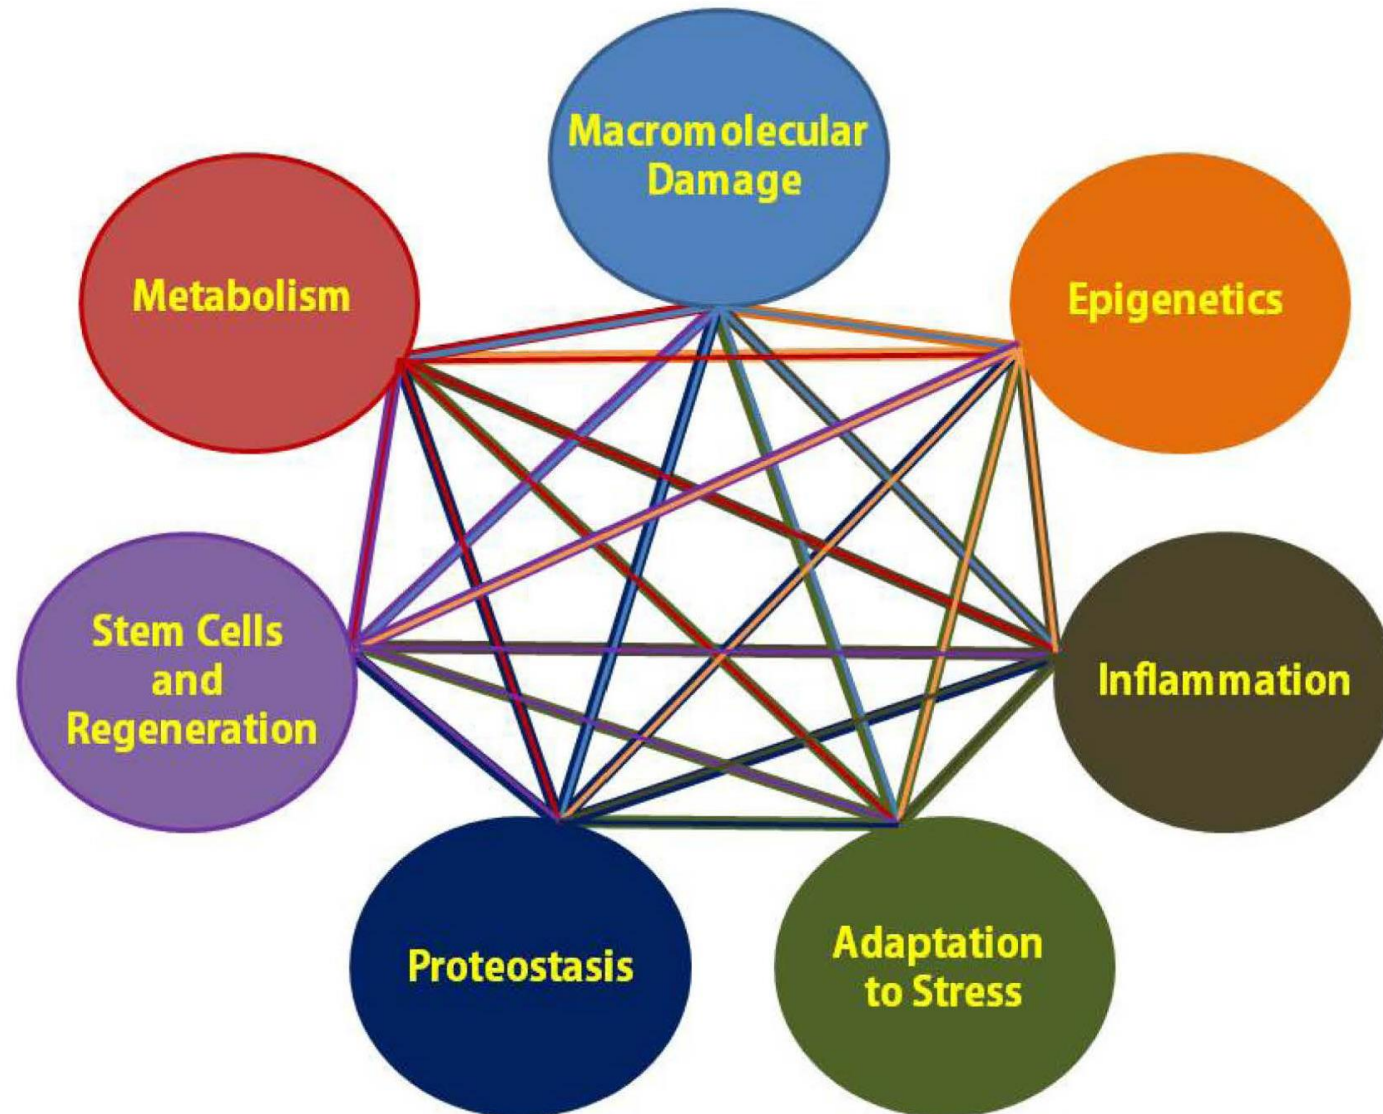 Macromolecular
Damage
Metabolism
Epigenetics
Stem Cells
and
Regeneration
Inflammation
Proteostasis
Adaptation
to Stress